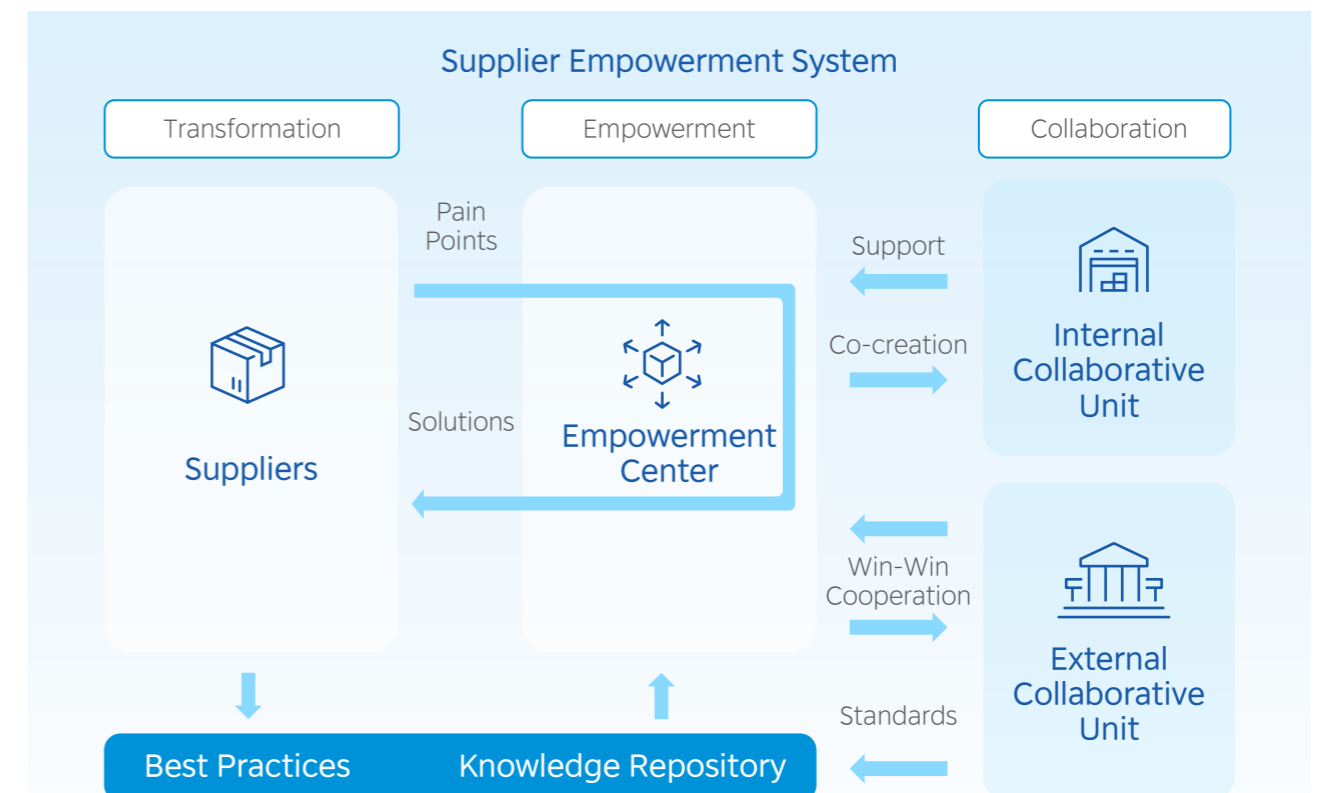 Supplier Empowerment System
Transformation
Empowerment
Collaboration
Pain
Points
Solutions
Suppliers
Empowerment
Center
Support
Co-creation
Internal
Collaborative
Unit
Win-Win
Cooperation
External
Collaborative
Unit
Standards
Best Practices
Knowledge Repository